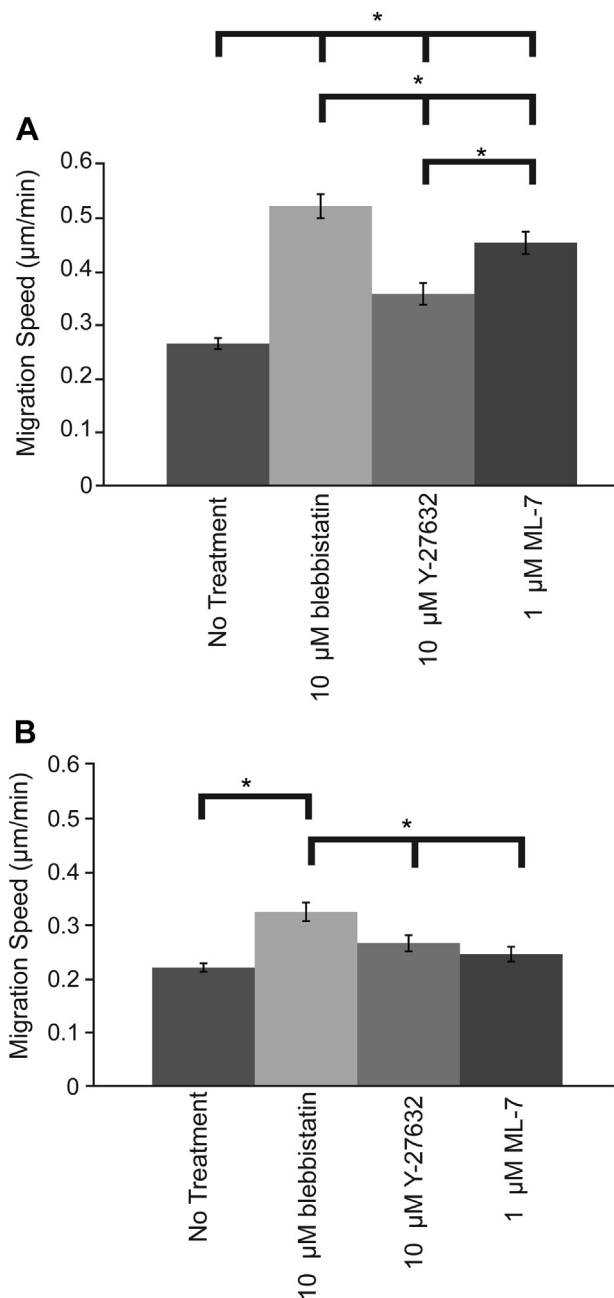 *
*
A
*
0.6
0.5
0.4
0.3
0.2
0.1
0
Migration Speed (µm/min)
No Treatment
10 µM blebbistatin
10 µM Y-27632
1 µM ML-7
B
0.6
0.5
0.4
0.3
0.2
0.1
0
*
*
Migration Speed (µm/min)
No Treatment
10 µM blebbistatin
10 µM Y-27632
1 µM ML-7